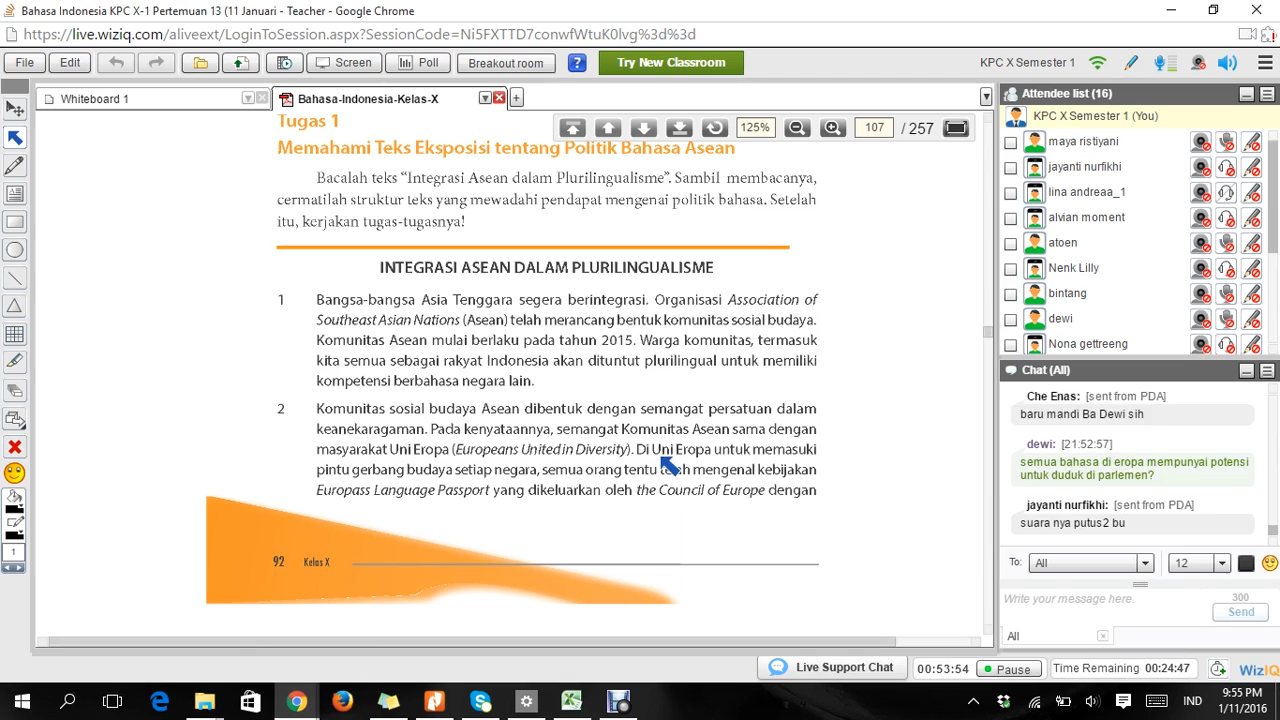 Bahasa Indonesia KPC X-1 Pertemuan 13 (11 Januari - Teacher - Google Chrome
https://live.wiziq.com/aliveext/LoginToSession.aspx?SessionCode=Ni5FXTTD7conwfWtuK0lvg%3d%3d
File
Edit
Screen
Poll
Breakout room
?
Try New Classroom
KPC X Semester 1
Whiteboard 1
Bahasa-Indonesia-Kelas-X
+
125%
107 / 257
Tugas 1
Memahami Teks Eksposisi tentang Politik Bahasa Asean
Bacalah teks “Integrasi Asean dalam Plurilingualisme”. Sambil membacanya,
cermatilah struktur teks yang mewadahi pendapat mengenai politik bahasa. Setelah
itu, kerjakan tugas-tugasnya!
INTEGRASI ASEAN DALAM PLURILINGUALISME
1 Bangsa-bangsa Asia Tenggara segera berintegrasi. Organisasi Association of
Southeast Asian Nations (Asean) telah merancang bentuk komunitas sosial budaya.
Komunitas Asean mulai berlaku pada tahun 2015. Warga komunitas, termasuk
kita semua sebagai rakyat Indonesia akan dituntut plurilingual untuk memiliki
kompetensi berbahasa negara lain.
2 Komunitas sosial budaya Asean dibentuk dengan semangat persatuan dalam
keanekaragaman. Pada kenyataannya, semangat Komunitas Asean sama dengan
masyarakat Uni Eropa (Europeans United in Diversity). Di Uni Eropa untuk memasuki
pintu gerbang budaya setiap negara, semua orang tentu telah mengenal kebijakan
Europass Language Passport yang dikeluarkan oleh the Council of Europe dengan
92 Kelas X
1
Attendee list (16)
KPC X Semester 1 (You)
maya ristiyani
jayanti nurfikhi
lina andreaa_1
alvian moment
atoen
Nenk Lilly
bintang
dewi
Nona gettreeng
Chat (All)
Che Enas: [sent from PDA]
baru mandi Ba Dewi sih
dewi: [21:52:57]
semua bahasa di eropa mempunyai potensi
untuk duduk di parlemen?
jayanti nurfikhi: [sent from PDA]
suara nya putus2 bu
To: All
12
Write your message here.
300
Send
All
Live Support Chat
00:53:54
Pause
Time Remaining 00:24:47
WizIQ
IND
9:55 PM
1/11/2016